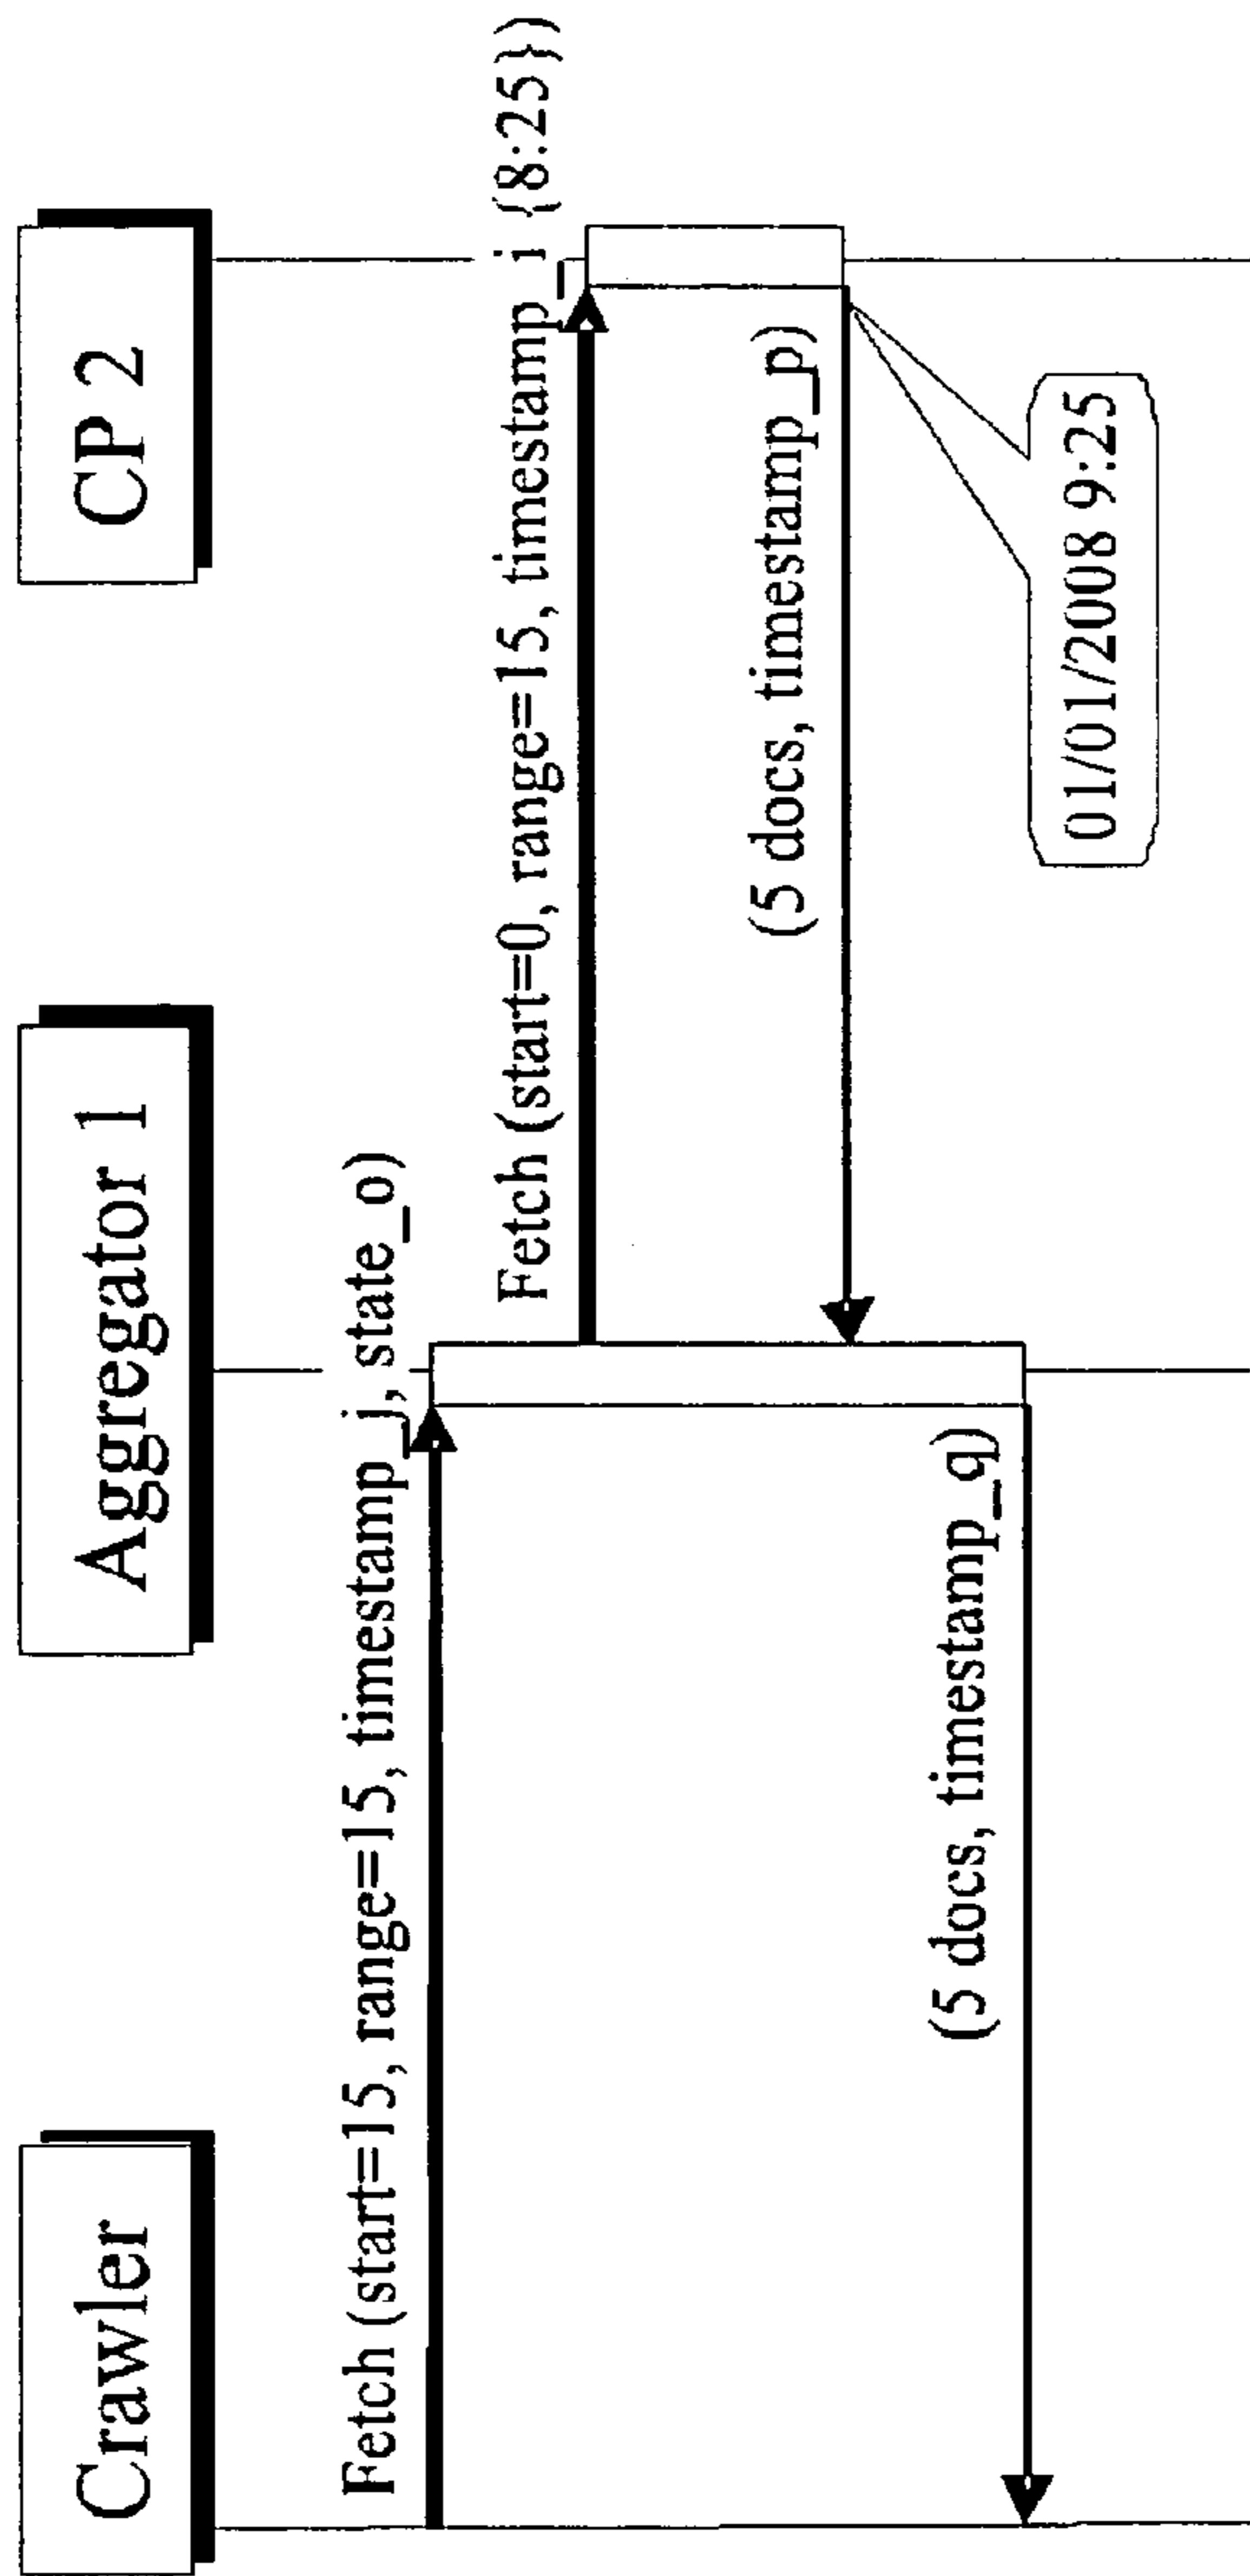 Crawler
Aggregator 1
CP 2
Fetch (start=15, range=15, timestamp_j, state_o)
Fetch (start=0, range=15, timestamp_i {8:25})
(5 docs, timestamp_p)
(5 docs, timestamp_q)
01/01/2008 9:25